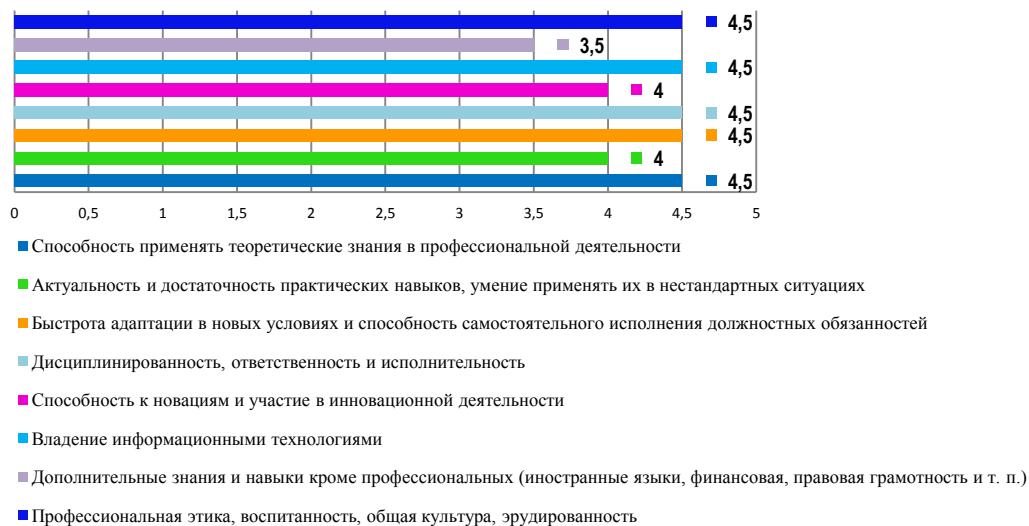 4,5
3,5
4,5
4
4,5
4,5
4
4,5
0 0,5 1 1,5 2 2,5 3 3,5 4 4,5 5
Способность применять теоретические знания в профессиональной деятельности
Актуальность и достаточность практических навыков, умение применять их в нестандартных ситуациях
Быстрота адаптации в новых условиях и способность самостоятельного исполнения должностных обязанностей
Дисциплинированность, ответственность и исполнительность
Способность к новациям и участие в инновационной деятельности
Владение информационными технологиями
Дополнительные знания и навыки кроме профессиональных (иностранные языки, финансовая, правовая грамотность и т. п.)
Профессиональная этика, воспитанность, общая культура, эрудированность